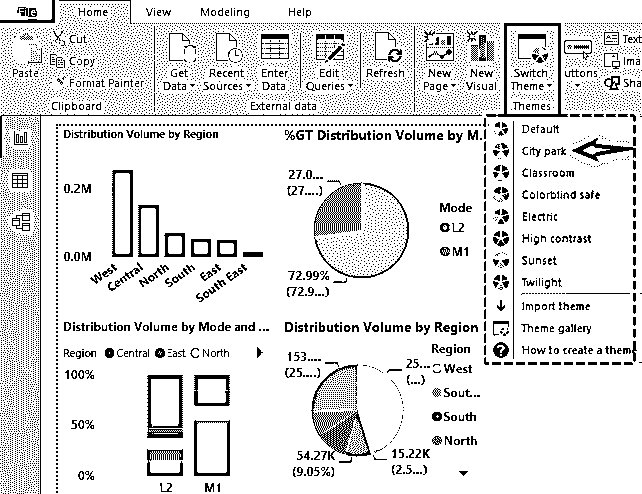 File Home View Modeling Help
Cut
Copy
Paste
Format Painter
Get Data
Recent Sources
Enter Data
Edit Queries
Refresh
New Page
New Visual
Switch Theme
uttons
Text
Ima
Sha
Clipboard External data Themes
Default
City park
Classroom
Colorblind safe
Electric
High contrast
Sunset
Twilight
Import theme
Theme gallery
How to create a them
Distribution Volume by Region
0.2M
0.0M
West Central North South East South East
%GT Distribution Volume by M...
27.0...
(27....)
72.99%
(72.9...)
Mode
L2
M1
Distribution Volume by Mode and ...
Region Central East North
100%
50%
0%
L2 M1
Distribution Volume by Region
153....
(25....)
25...
(...)
54.27K
(9.05%)
15.22K
(2.5...)
Region
West
Sout...
South
North